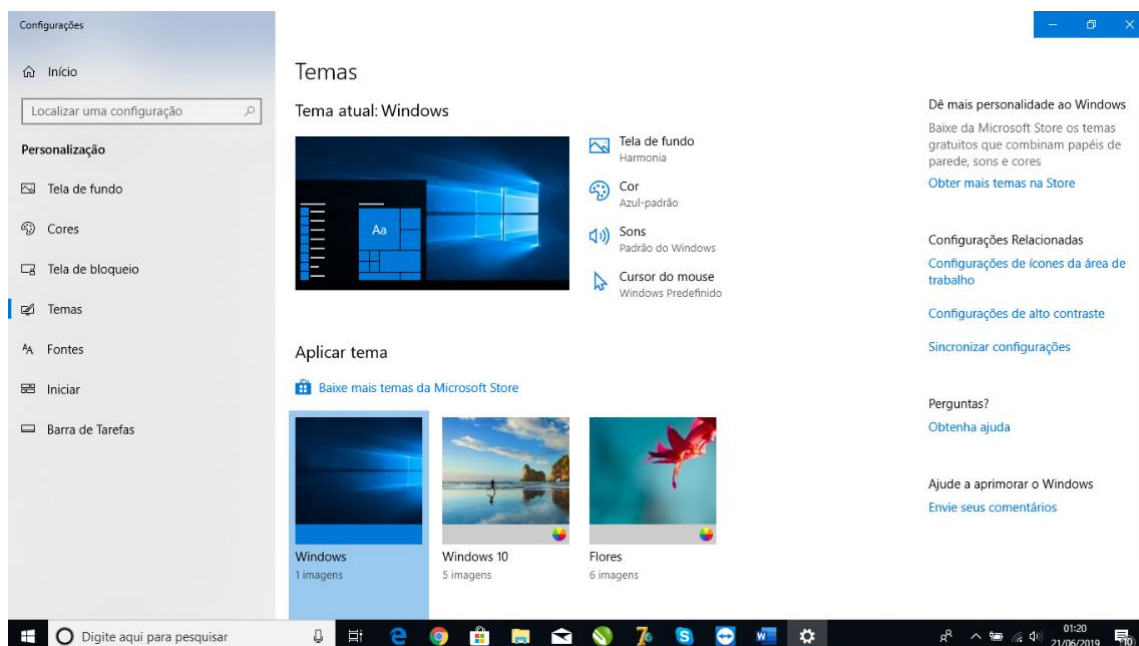 Configurações
Início
Localizar uma configuração
Personalização
Tela de fundo
Cores
Tela de bloqueio
Temas
Fontes
Iniciar
Barra de Tarefas
Temas
Tema atual: Windows
Aa
Tela de fundo
Harmonia
Cor
Azul-padrão
Sons
Padrão do Windows
Cursor do mouse
Windows Predefinido
Aplicar tema
Baixe mais temas da Microsoft Store
Windows
1 imagens
Windows 10
5 imagens
Flores
6 imagens
Dê mais personalidade ao Windows
Baixe da Microsoft Store os temas
gratuitos que combinam papéis de
parede, sons e cores
Obter mais temas na Store
Configurações Relacionadas
Configurações de ícones da área de
trabalho
Configurações de alto contraste
Sincronizar configurações
Perguntas?
Obtenha ajuda
Ajude a aprimorar o Windows
Envie seus comentários
Digite aqui para pesquisar
01:20
21/06/2019